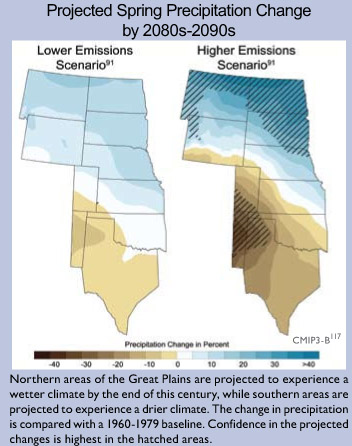 Projected Spring Precipitation Change
by 2080s-2090s
Lower Emissions
Scenario91
Higher Emissions
Scenario91
CMIP3-B117
Precipitation Change in Percent
<-40 -30 -20 -10 0 10 20 30 >40
Northern areas of the Great Plains are projected to experience a
wetter climate by the end of this century, while southern areas are
projected to experience a drier climate. The change in precipitation
is compared with a 1960-1979 baseline. Confidence in the projected
changes is highest in the hatched areas.